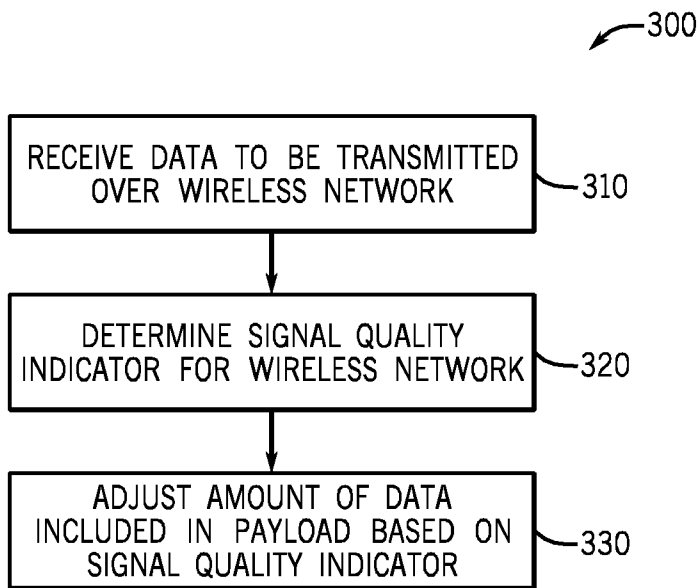 300
RECEIVE DATA TO BE TRANSMITTED
OVER WIRELESS NETWORK
310
DETERMINE SIGNAL QUALITY
INDICATOR FOR WIRELESS NETWORK
320
ADJUST AMOUNT OF DATA
INCLUDED IN PAYLOAD BASED ON
SIGNAL QUALITY INDICATOR
330